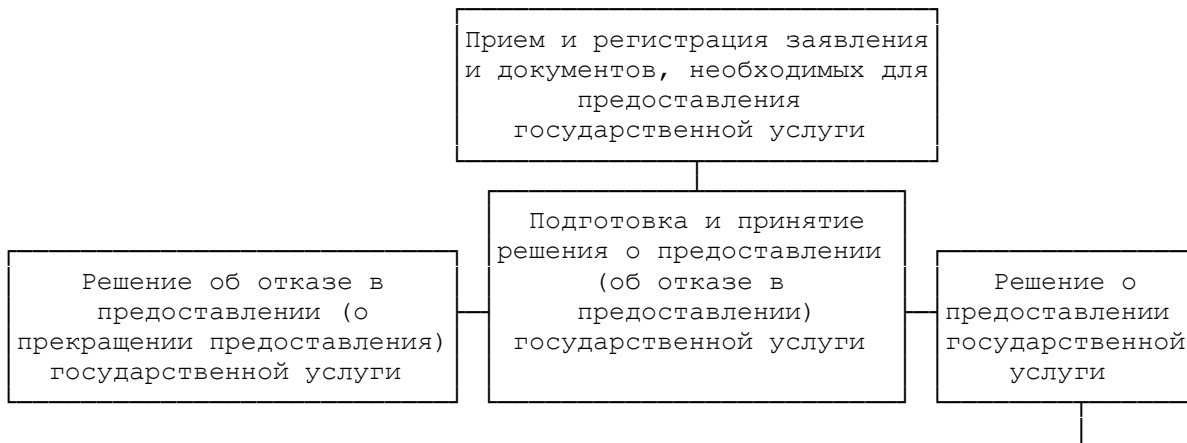 Прием и регистрация заявления
и документов, необходимых для
предоставления
государственной услуги
Подготовка и принятие
решения о предоставлении
(об отказе в
предоставлении)
государственной услуги
Решение об отказе в
предоставлении (о
прекращении предоставления)
государственной услуги
Решение о
предоставлении
государственной
услуги